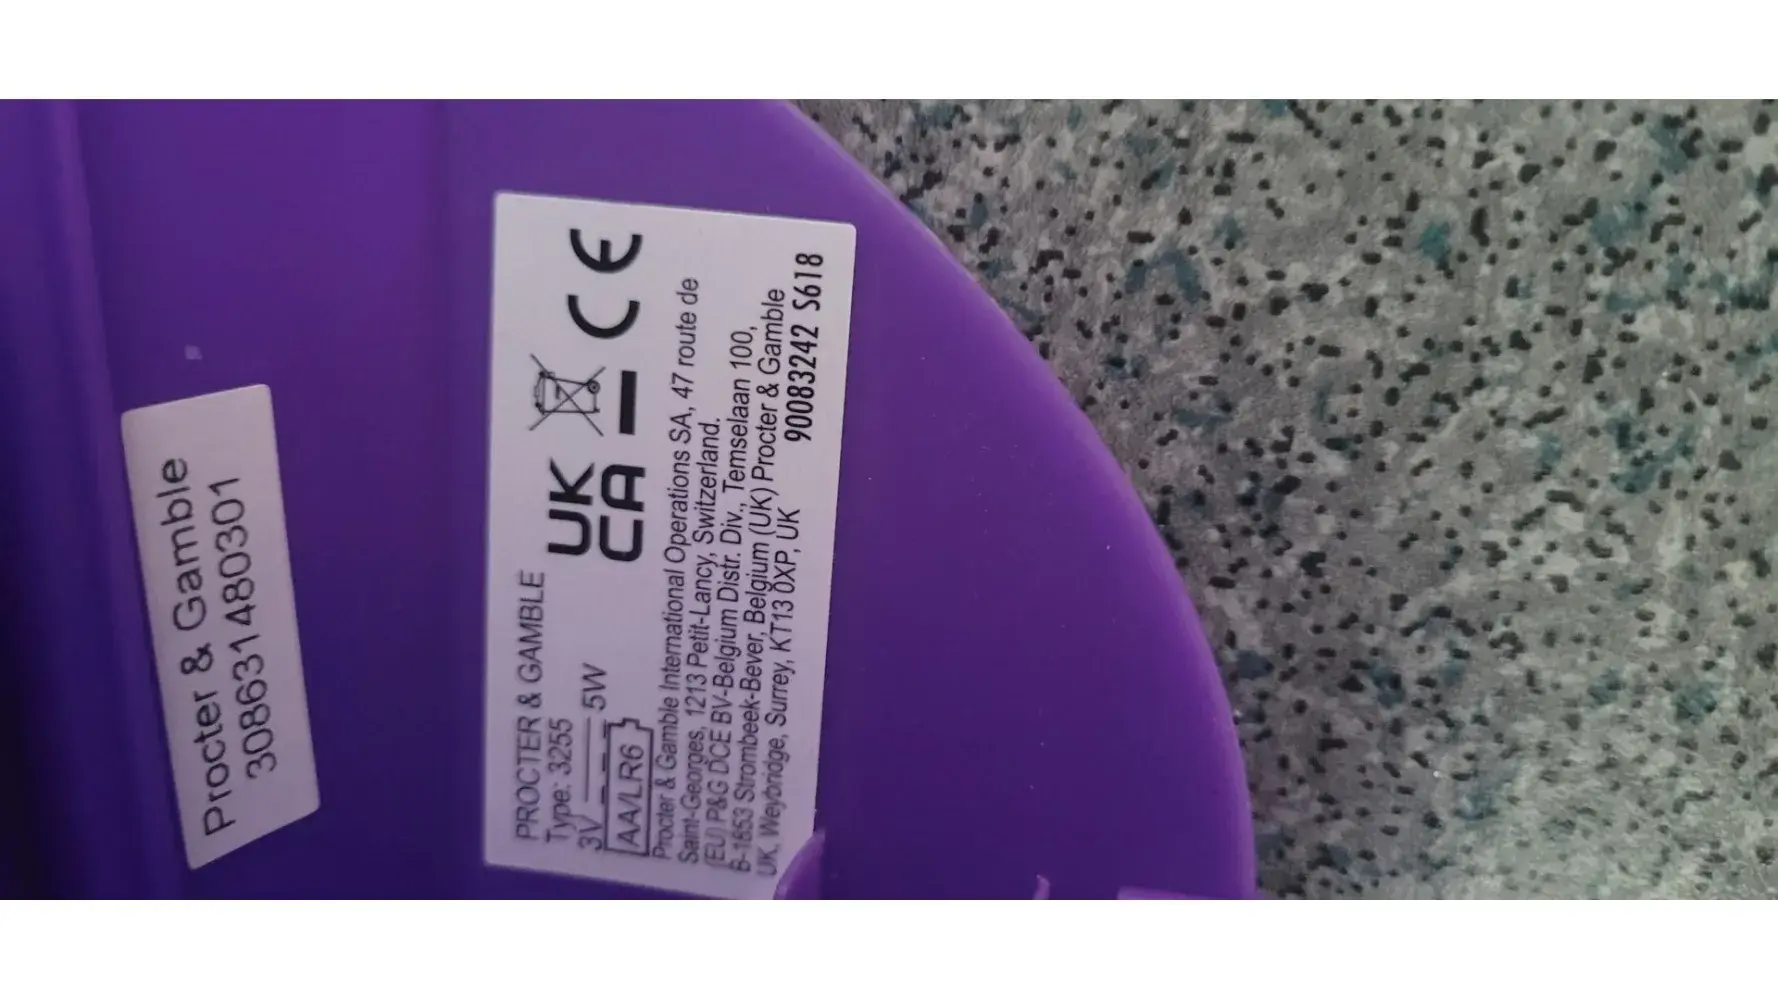 Procter & Gamble
308631480301
PROCTER & GAMBLE
Type: 3255
3V 5W
AA/LR6
UK
CA
CE
Procter & Gamble International Operations SA, 47 route de
Saint-Georges, 1213 Petit-Lancy, Switzerland.
(EU) P&G DCE BV-Belgium Distr. Div., Temselaan 100,
B-1853 Strombeek-Bever, Belgium (UK) Procter & Gamble
UK, Weybridge, Surrey, KT13 0XP, UK 90083242 S618